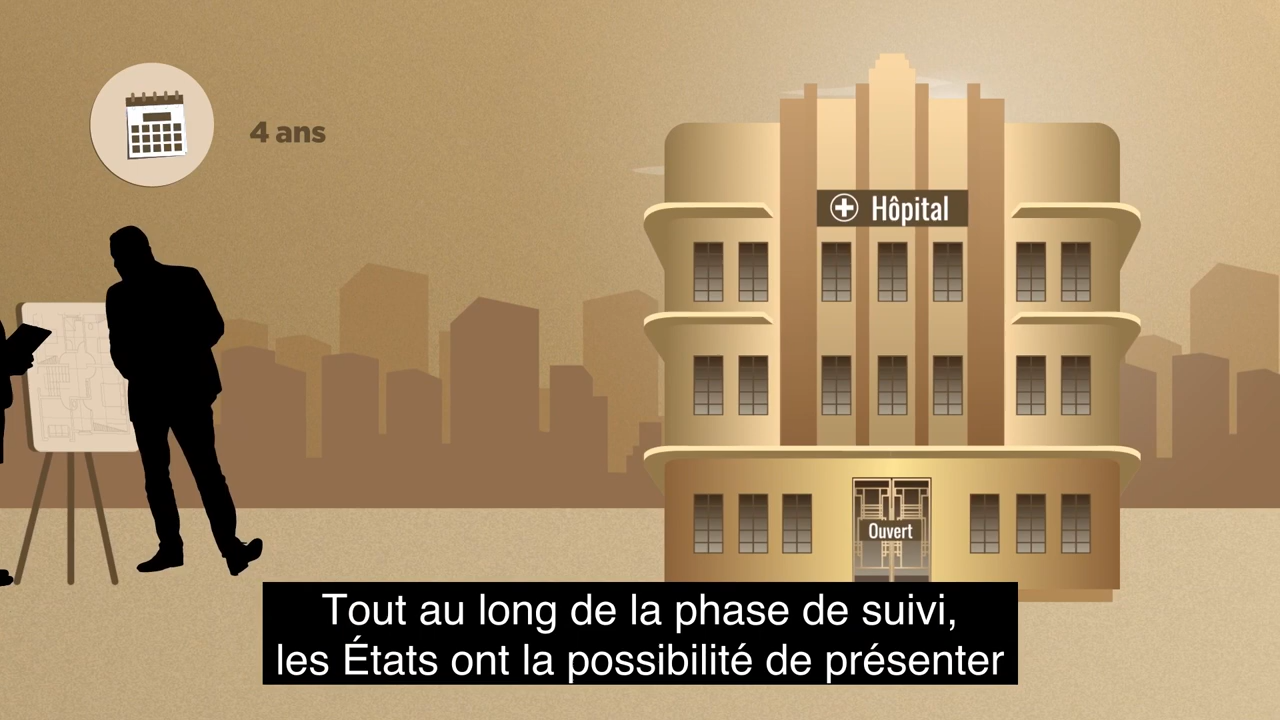 4 ans
Hôpital
Ouvert
Tout au long de la phase de suivi,
les États ont la possibilité de présenter